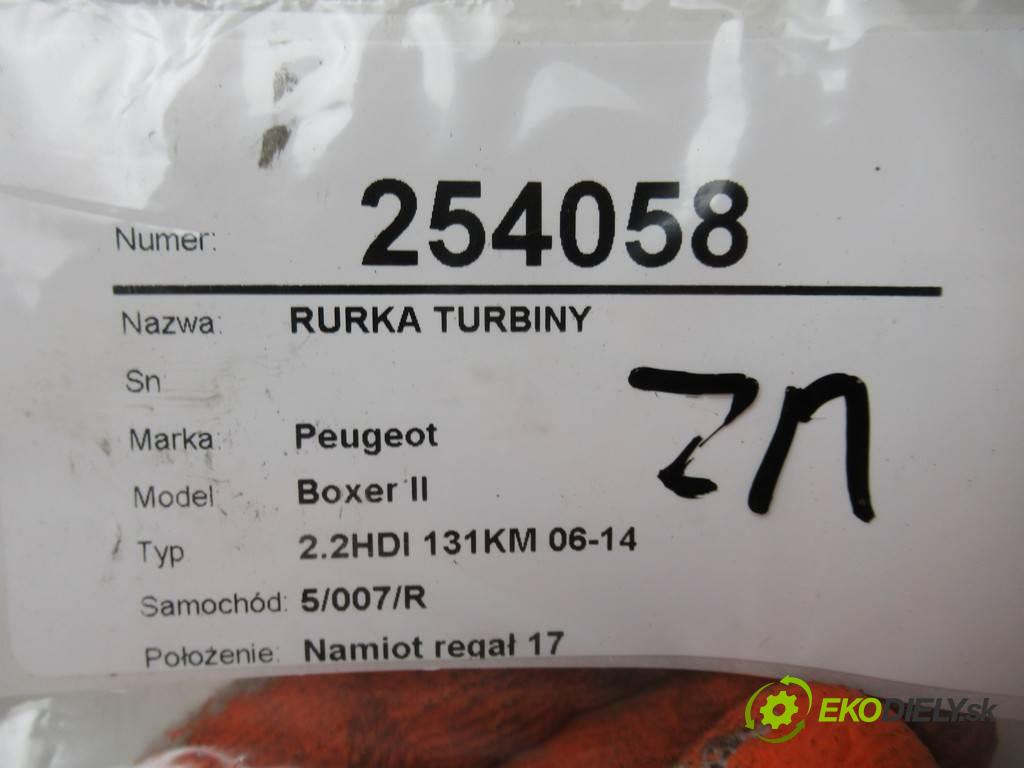 Numer: 254058
Nazwa: RURKA TURBINY
Sn
Marka: Peugeot
Model Boxer II
Typ 2.2HDI 131KM 06-14
Samochód: 5/007/R
Położenie: Namiot regał 17
EKODIELY.sk